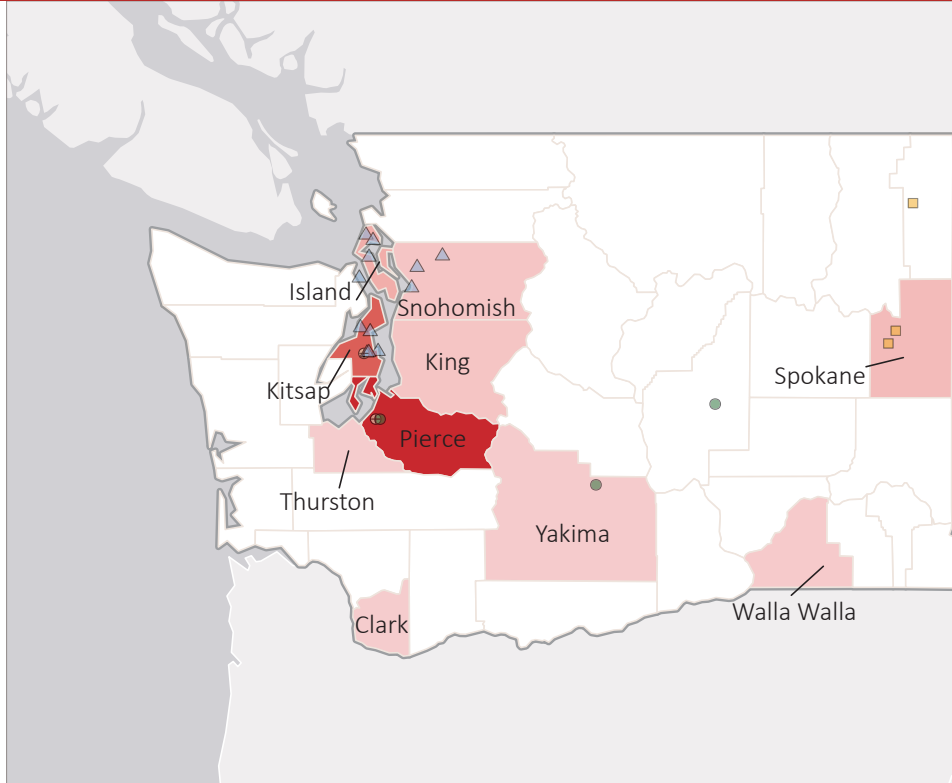 Island
Snohomish
King
Spokane
Kitsap
Pierce
Thurston
Yakima
Walla Walla
Clark